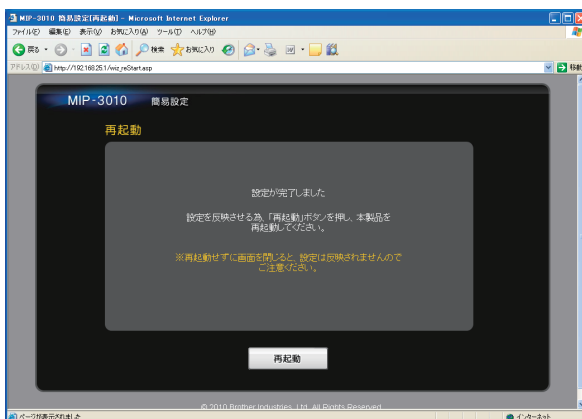 MIP-3010 簡易設定[再起動] - Microsoft Internet Explorer
ファイル(F) 編集(E) 表示(V) お気に入り(A) ツール(T) ヘルプ(H)
戻る 検索 お気に入り
アドレス(D) http://192.168.25.1/wiz_reStart.asp 移動
MIP-3010 簡易設定
再起動
設定が完了しました
設定を反映させる為、「再起動」ボタンを押し、本製品を
再起動してください。
※再起動せずに画面を閉じると、設定は反映されませんので
ご注意ください。
再起動
© 2010 Brother Industries, Ltd. All Rights Reserved.
ページが表示されました インターネット